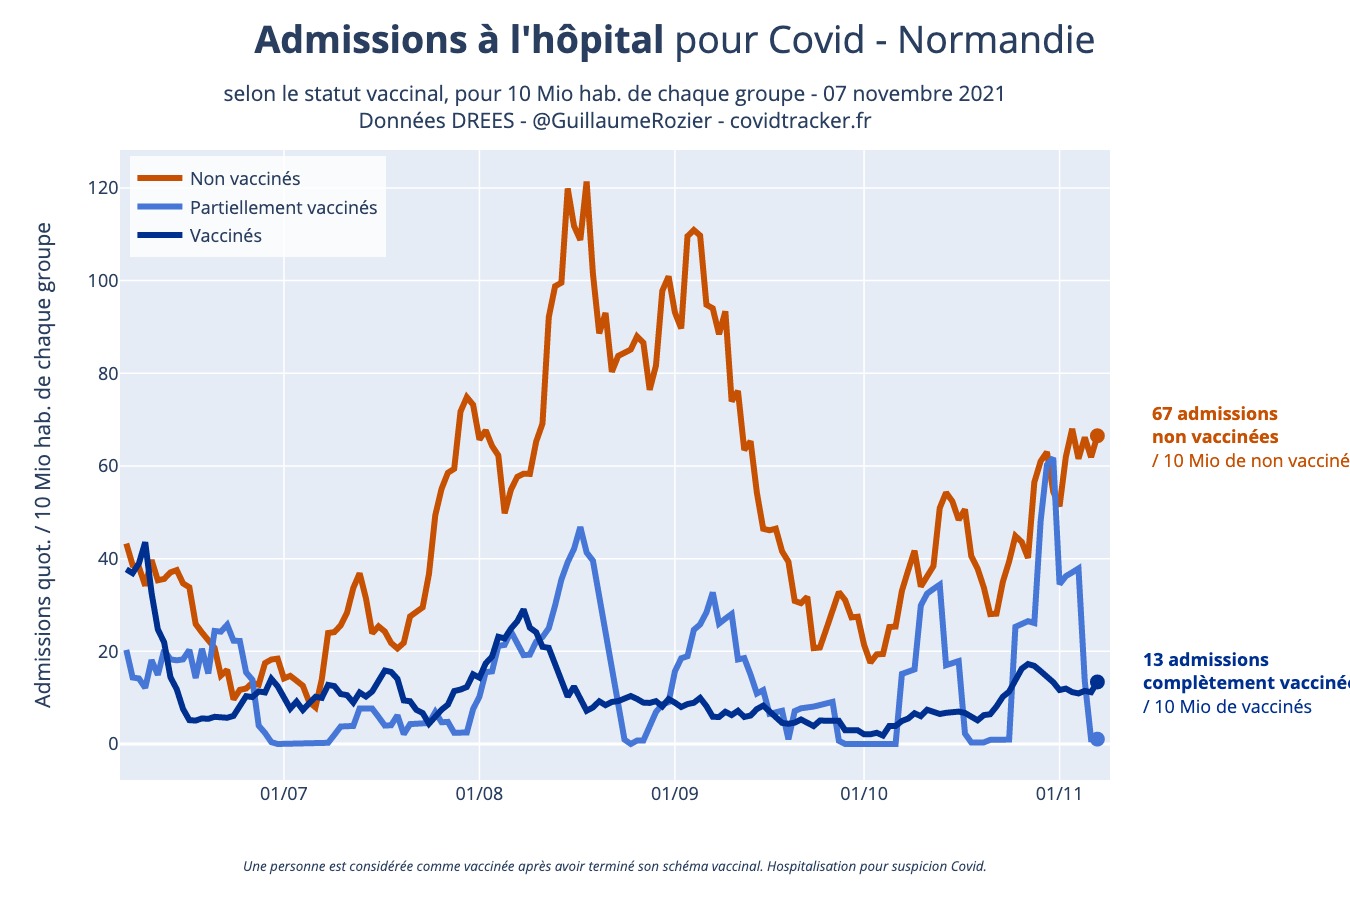 Admissions à l'hôpital pour Covid - Normandie
selon le statut vaccinal, pour 10 Mio hab. de chaque groupe - 07 novembre 2021
Données DREES - @GuillaumeRozier - covidtracker.fr
Admissions quot. / 10 Mio hab. de chaque groupe
Non vaccinés
Partiellement vaccinés
Vaccinés
120
100
80
60
40
20
0
01/07
01/08
01/09
01/10
01/11
67 admissions
non vaccinées
/ 10 Mio de non vacciné
13 admissions
complètement vacciné
/ 10 Mio de vaccinés
Une personne est considérée comme vaccinée après avoir terminé son schéma vaccinal. Hospitalisation pour suspicion Covid.